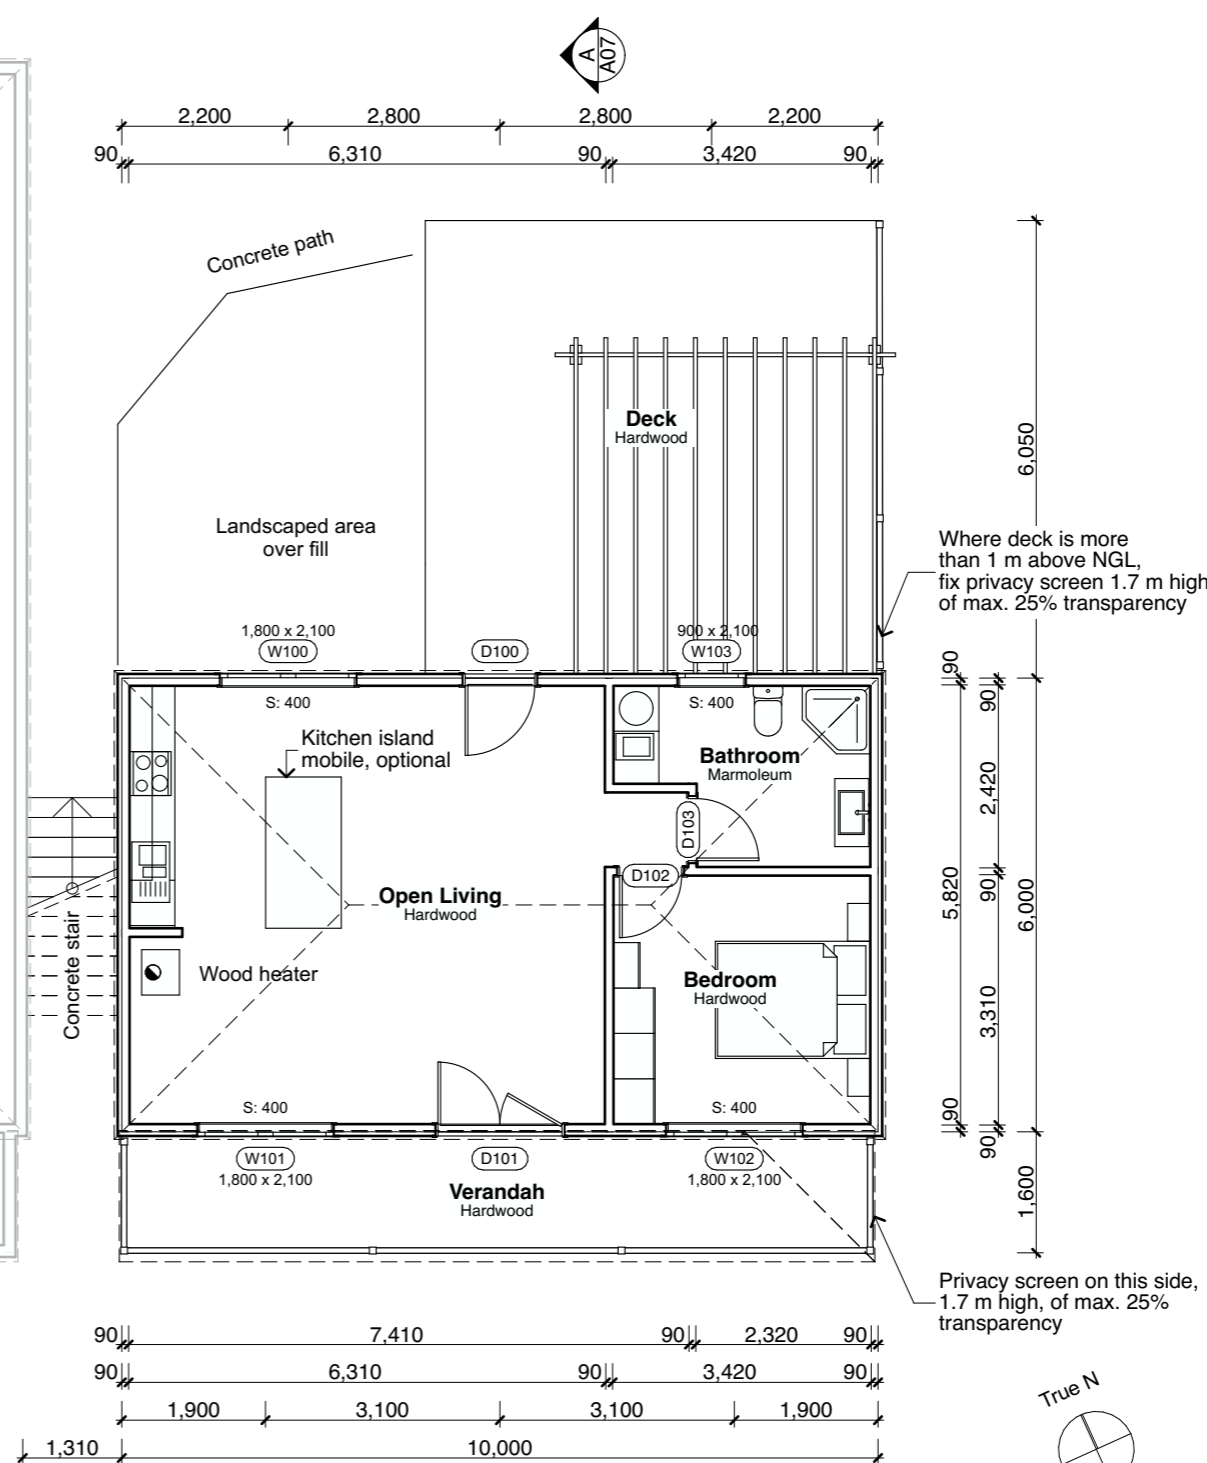 A
A07
2,200 2,800 2,800 2,200
90 6,310 90 3,420 90
Concrete path
Deck
Hardwood
6,050
Landscaped area
over fill
Where deck is more
than 1 m above NGL,
fix privacy screen 1.7 m high
of max. 25% transparency
1,800 x 2,100
W100
D100
900 x 2,100
W103
S: 400
S: 400
Kitchen island
mobile, optional
Bathroom
Marmoleum
D103
D102
Open Living
Hardwood
Wood heater
Concrete stair
Bedroom
Hardwood
90
5,820
90
90
2,420
90
3,310
90
6,000
1,600
S: 400
S: 400
W101
1,800 x 2,100
D101
W102
1,800 x 2,100
Verandah
Hardwood
Privacy screen on this side,
1.7 m high, of max. 25%
transparency
90 7,410 90 2,320 90
90 6,310 90 3,420 90
1,900 3,100 3,100 1,900
1,310 10,000
True N